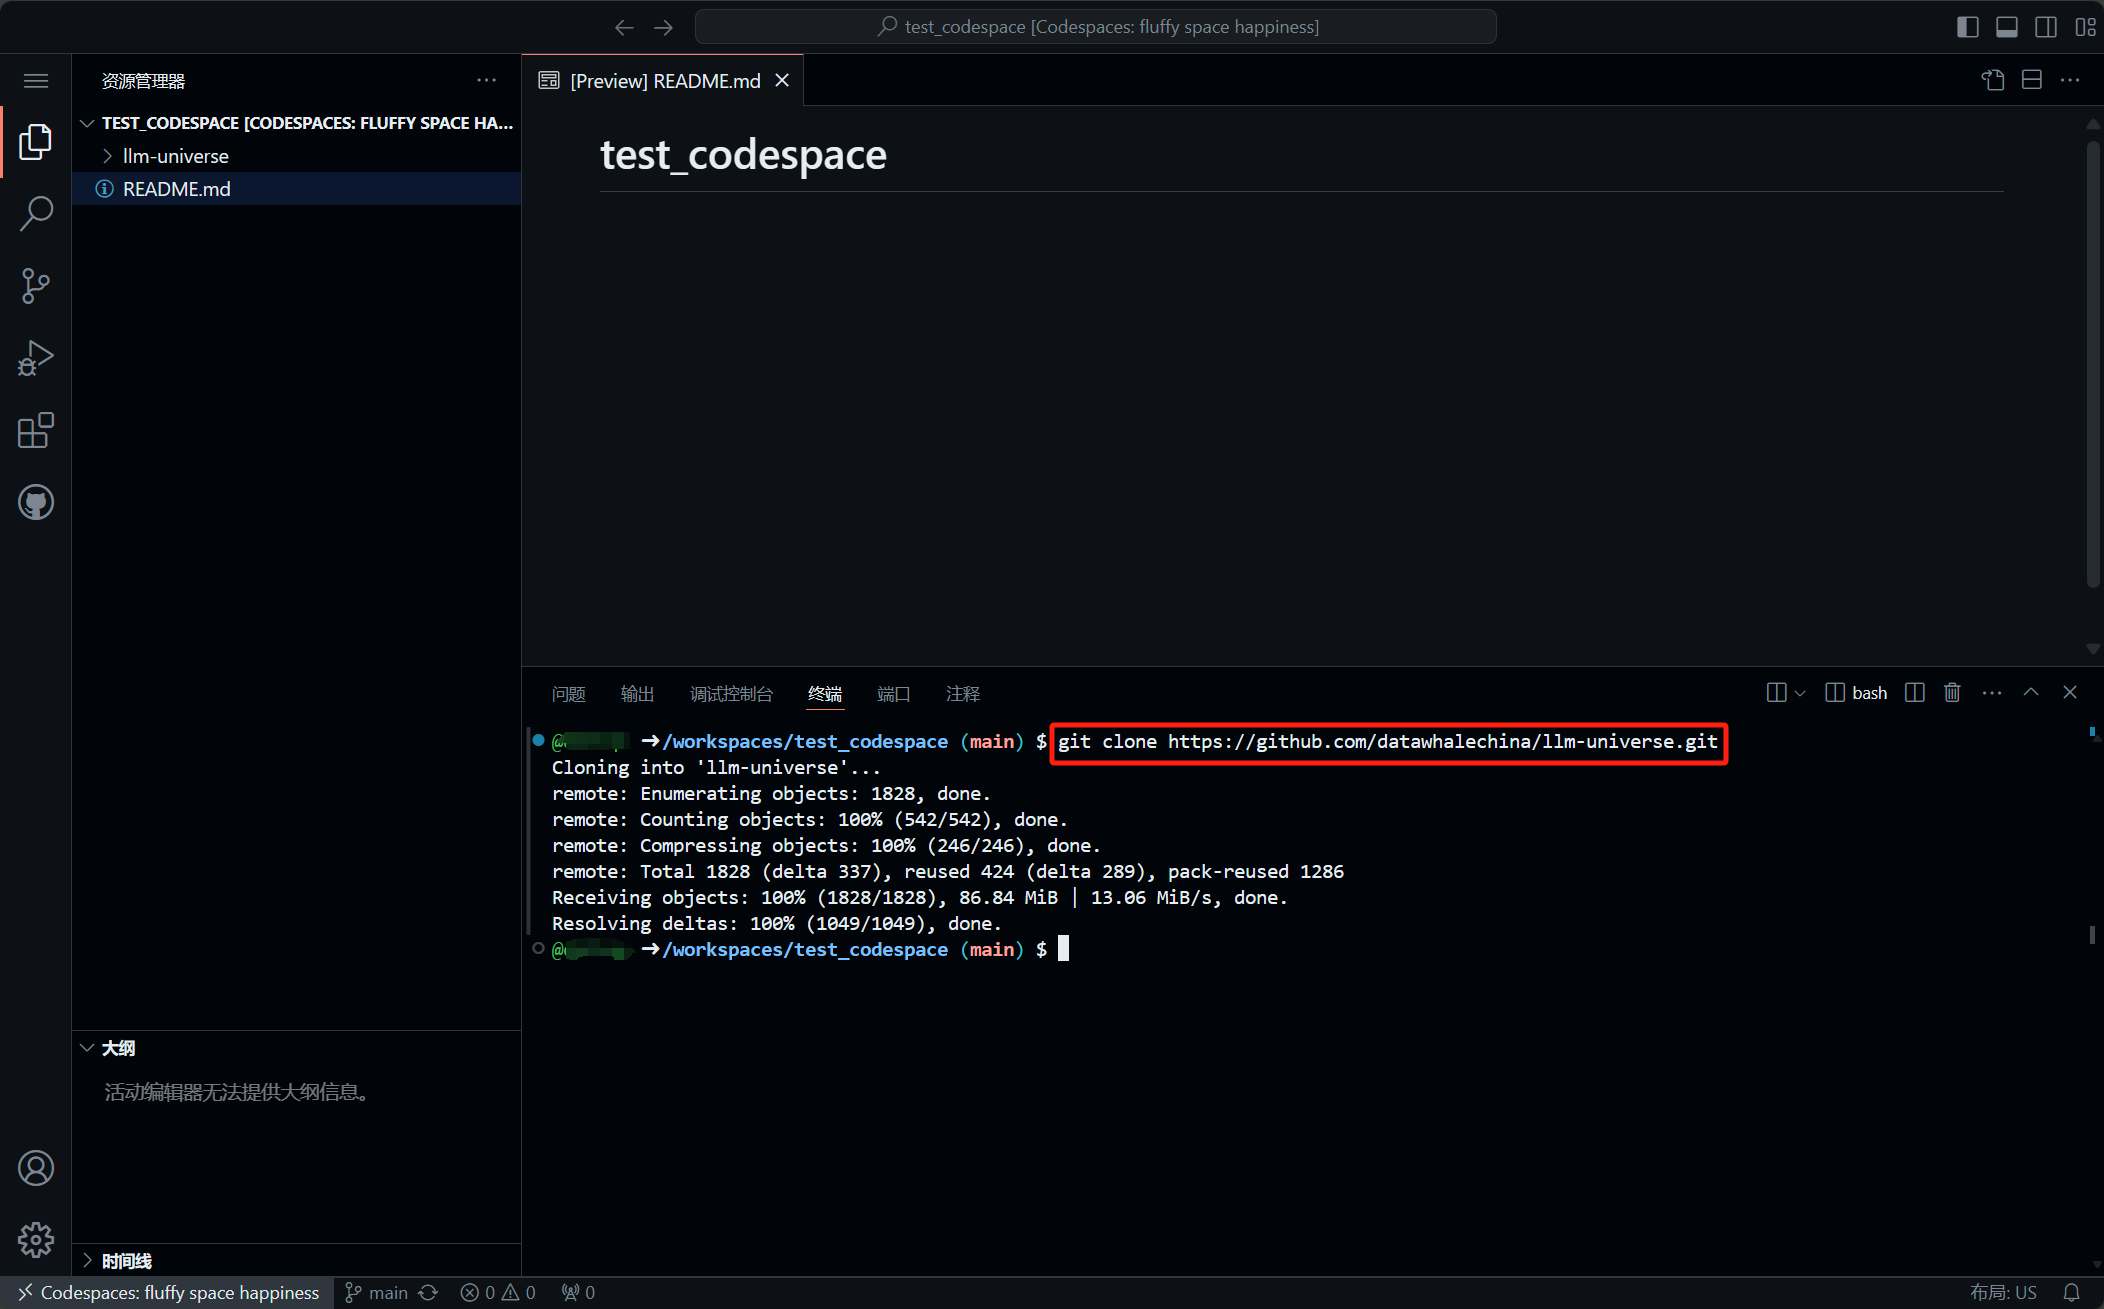 test_codespace [Codespaces: fluffy space happiness]
资源管理器
TEST_CODESPACE [CODESPACES: FLUFFY SPACE HA...
llm-universe
README.md
[Preview] README.md
test_codespace
问题 输出 调试控制台 终端 端口 注释
bash
@ /workspaces/test_codespace (main) $ git clone https://github.com/datawhalechina/llm-universe.git
Cloning into 'llm-universe'...
remote: Enumerating objects: 1828, done.
remote: Counting objects: 100% (542/542), done.
remote: Compressing objects: 100% (246/246), done.
remote: Total 1828 (delta 337), reused 424 (delta 289), pack-reused 1286
Receiving objects: 100% (1828/1828), 86.84 MiB | 13.06 MiB/s, done.
Resolving deltas: 100% (1049/1049), done.
@ /workspaces/test_codespace (main) $
大纲
活动编辑器无法提供大纲信息。
时间线
Codespaces: fluffy space happiness main 0 0 0 布局: US